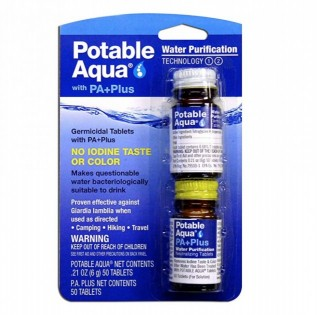 Potable
Aqua®
with PA+Plus
Water Purification
TECHNOLOGY 1 2
Germicidal Tablets
with PA+Plus
NO IODINE TASTE
OR COLOR
Makes questionable
water bacteriologically
suitable to drink
Proven effective against
Giardia lamblia when
used as directed
• Camping • Hiking • Travel
WARNING
KEEP OUT OF REACH OF CHILDREN
POTABLE AQUA® NET CONTENTS
.21 OZ (6 g) 50 TABLETS
P.A. PLUS NET CONTENTS
50 TABLETS
Potable
Aqua®
Potable
Aqua®
PA+Plus
Water Purification
Neutralizing Tablets